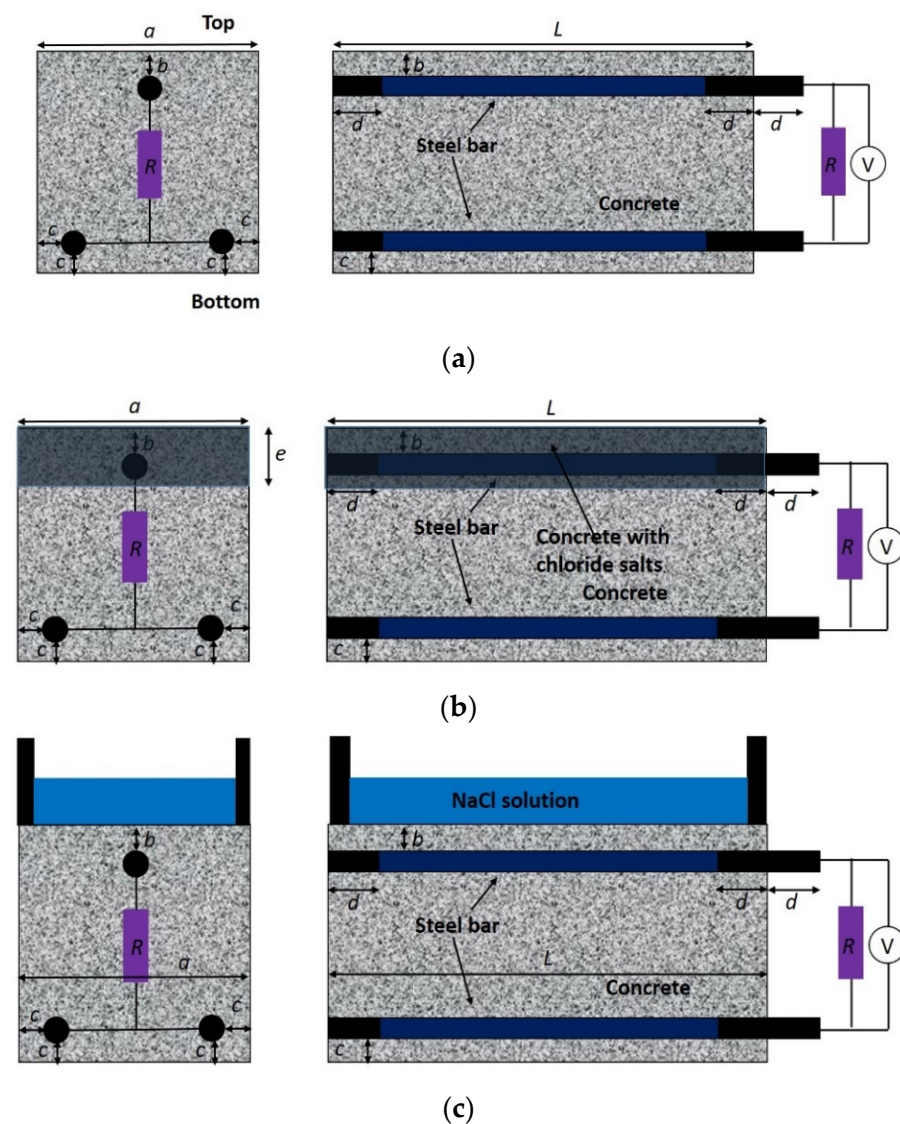 a
Top
b
R
c
c
c
Bottom
L
b
d
Steel bar
d
d
Concrete
c
R
V
(a)
a
b
e
R
c
c
c
c
L
b
d
Steel bar
d
d
Concrete with
chloride salts
Concrete
c
R
V
(b)
b
R
a
c
c
c
c
NaCl solution
b
d
Steel bar
d
d
L
Concrete
c
R
V
(c)